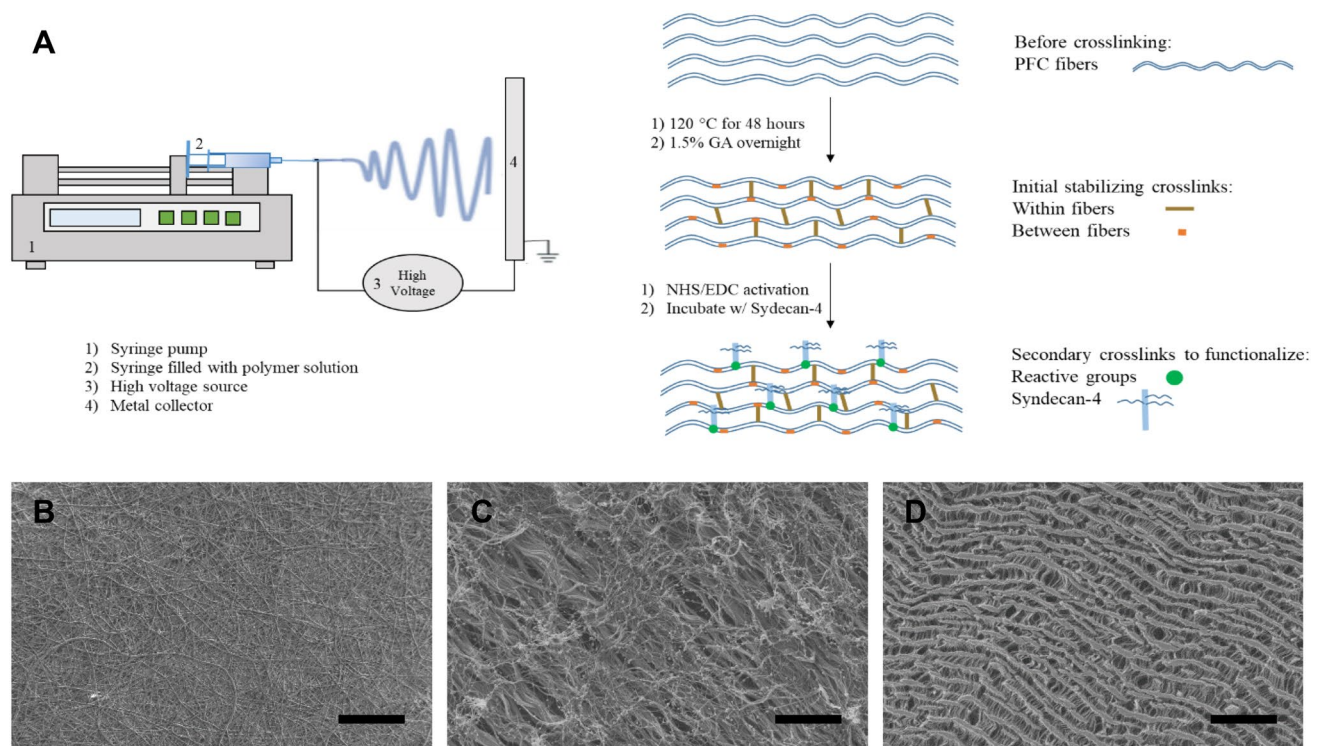 A
2
4
1
3 High
Voltage
1) Syringe pump
2) Syringe filled with polymer solution
3) High voltage source
4) Metal collector
Before crosslinking:
PFC fibers
1) 120 °C for 48 hours
2) 1.5% GA overnight
Initial stabilizing crosslinks:
Within fibers
Between fibers
1) NHS/EDC activation
2) Incubate w/ Sydecan-4
Secondary crosslinks to functionalize:
Reactive groups
Syndecan-4
B
C
D